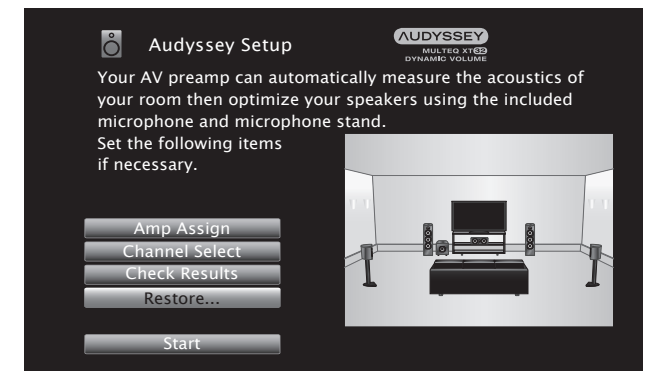 Audyssey Setup
AUDYSSEY
MULTEQ XT32
DYNAMIC VOLUME
Your AV preamp can automatically measure the acoustics of
your room then optimize your speakers using the included
microphone and microphone stand.
Set the following items
if necessary.
Amp Assign
Channel Select
Check Results
Restore...
Start